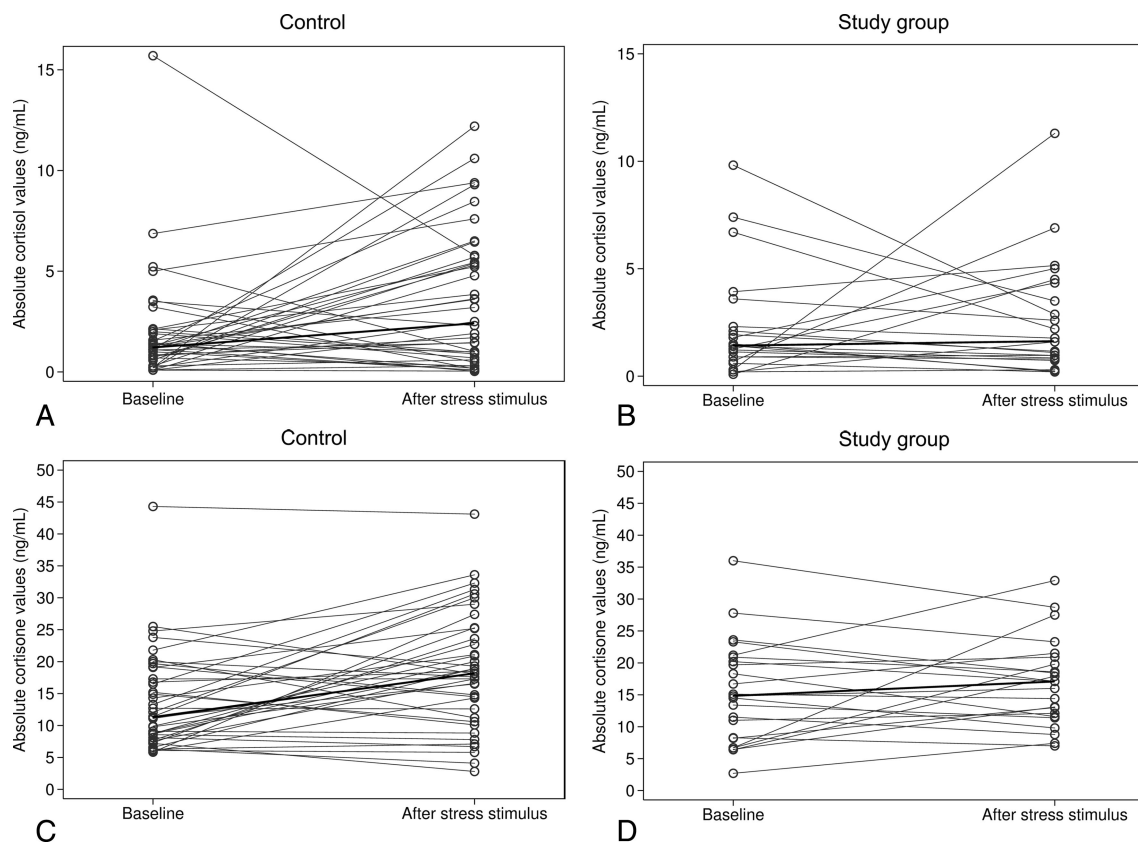 Control
Absolute cortisol values (ng/mL)
15
10
5
0
Baseline
After stress stimulus
A
Study group
Absolute cortisol values (ng/mL)
15
10
5
0
Baseline
After stress stimulus
B
Control
Absolute cortisone values (ng/mL)
50
45
40
35
30
25
20
15
10
5
0
Baseline
After stress stimulus
C
Study group
Absolute cortisone values (ng/mL)
50
45
40
35
30
25
20
15
10
5
0
Baseline
After stress stimulus
D